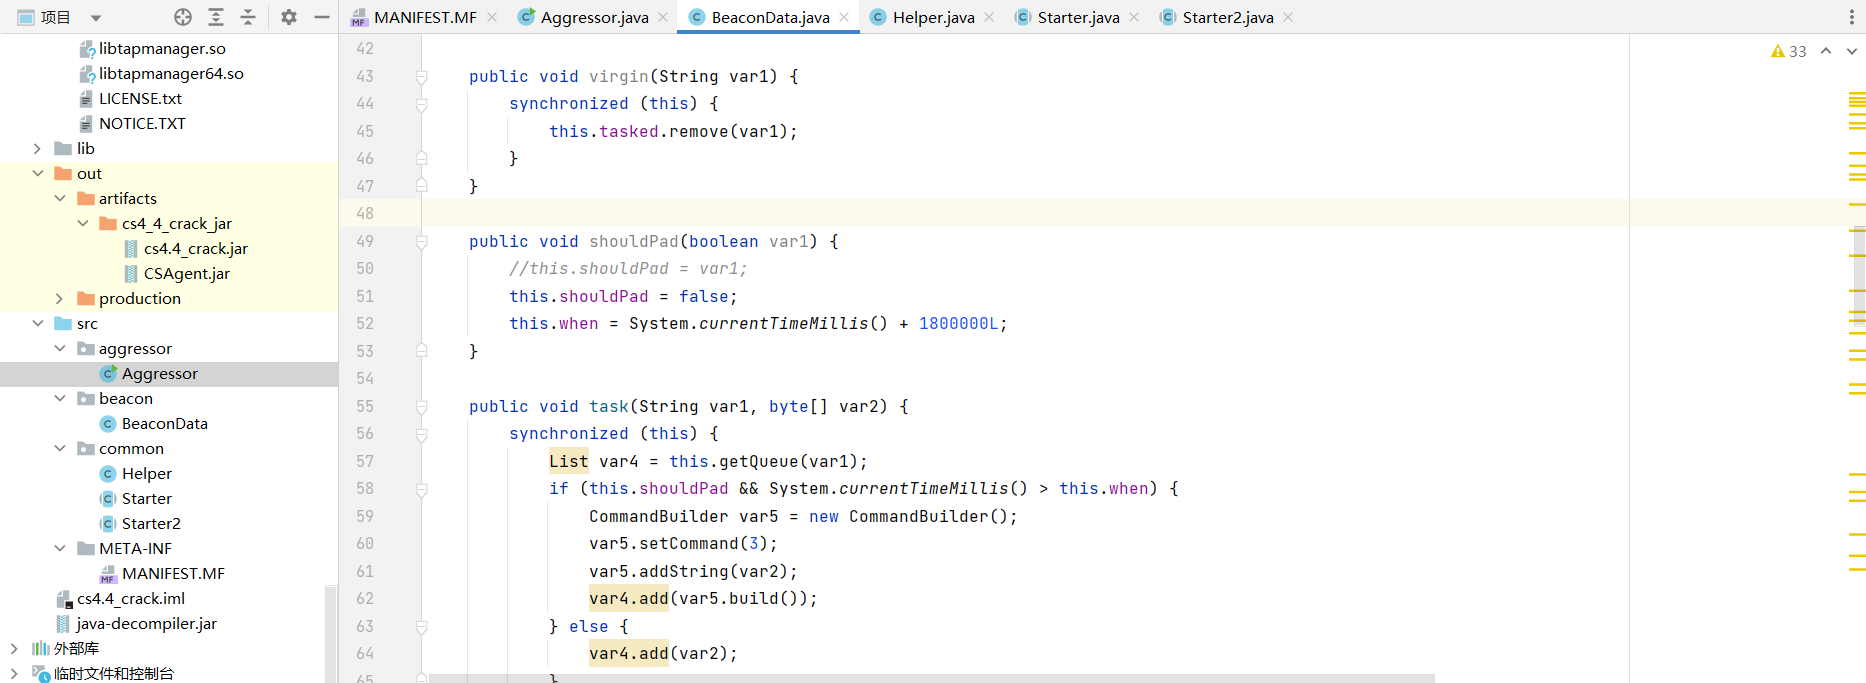 项目
MANIFEST.MF
Aggressor.java
BeaconData.java
Helper.java
Starter.java
Starter2.java
libtapmanager.so
libtapmanager64.so
LICENSE.txt
NOTICE.TXT
lib
out
artifacts
cs4_4_crack_jar
cs4.4_crack.jar
CSAgent.jar
production
src
aggressor
Aggressor
beacon
BeaconData
common
Helper
Starter
Starter2
META-INF
MANIFEST.MF
cs4.4_crack.iml
java-decompiler.jar
外部库
临时文件和控制台
33
42
43 public void virgin(String var1) {
44 synchronized (this) {
45 this.tasked.remove(var1);
46 }
47 }
48
49 public void shouldPad(boolean var1) {
50 //this.shouldPad = var1;
51 this.shouldPad = false;
52 this.when = System.currentTimeMillis() + 1800000L;
53 }
54
55 public void task(String var1, byte[] var2) {
56 synchronized (this) {
57 List var4 = this.getQueue(var1);
58 if (this.shouldPad && System.currentTimeMillis() > this.when) {
59 CommandBuilder var5 = new CommandBuilder();
60 var5.setCommand(3);
61 var5.addString(var2);
62 var4.add(var5.build());
63 } else {
64 var4.add(var2);
65 }